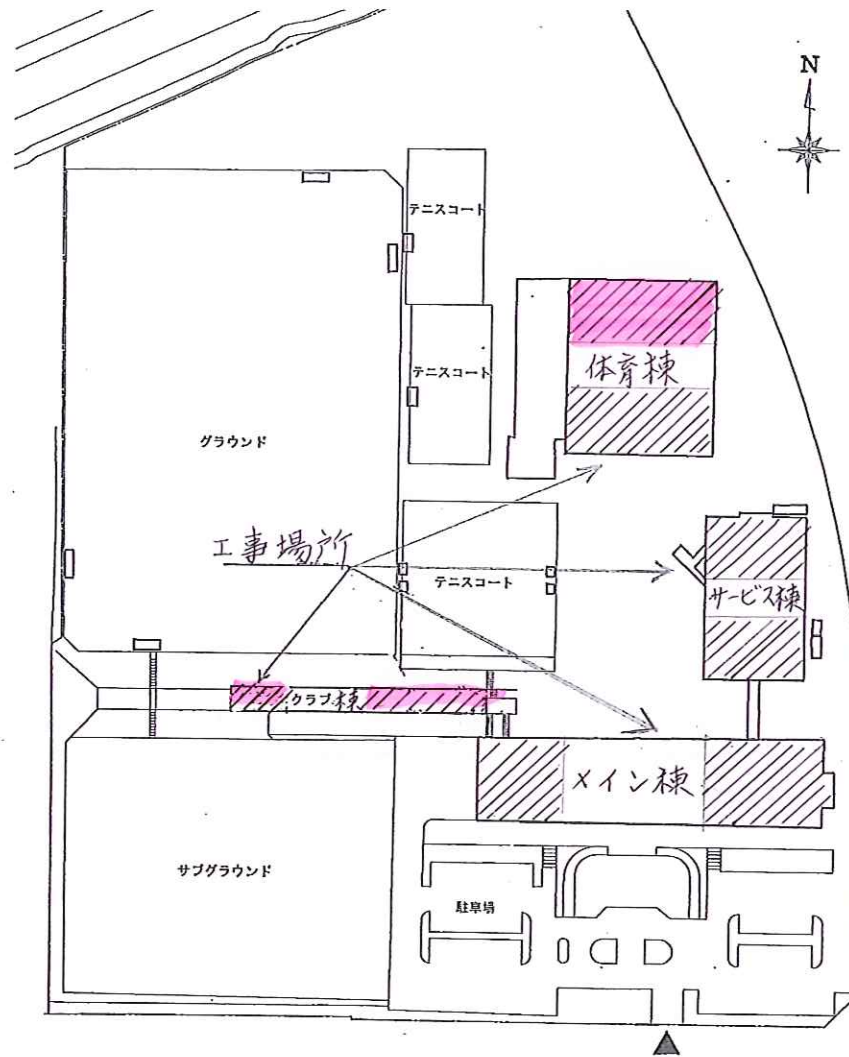 N
テニスコート
テニスコート
体育棟
グラウンド
工事場所
テニスコート
サービス棟
クラブ棟
メイン棟
サブグラウンド
駐車場